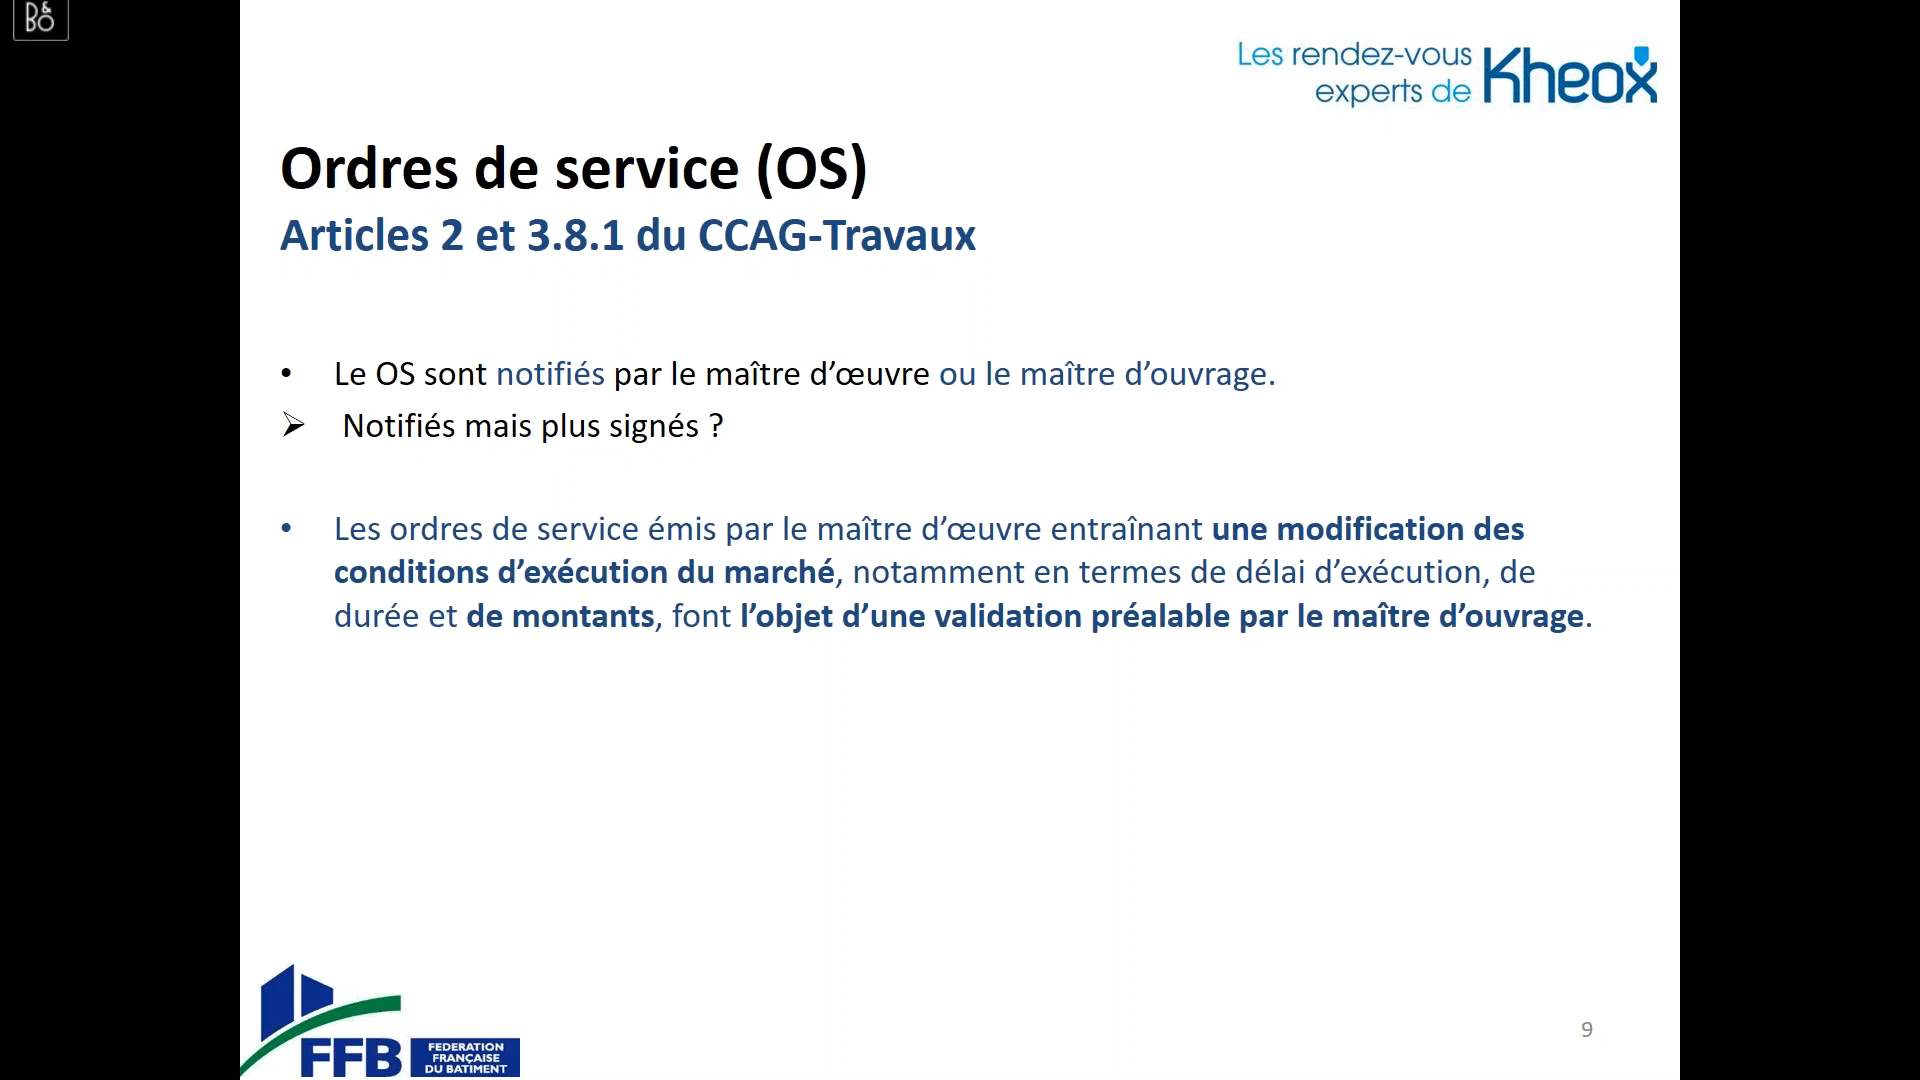 B&O
Les rendez-vous
experts de Kheox
Ordres de service (OS)
Articles 2 et 3.8.1 du CCAG-Travaux
• Le OS sont notifiés par le maître d’œuvre ou le maître d’ouvrage.
➢ Notifiés mais plus signés ?
• Les ordres de service émis par le maître d’œuvre entraînant une modification des
conditions d’exécution du marché, notamment en termes de délai d’exécution, de
durée et de montants, font l’objet d’une validation préalable par le maître d’ouvrage.
FFB
FEDERATION
FRANÇAISE
DU BATIMENT
9